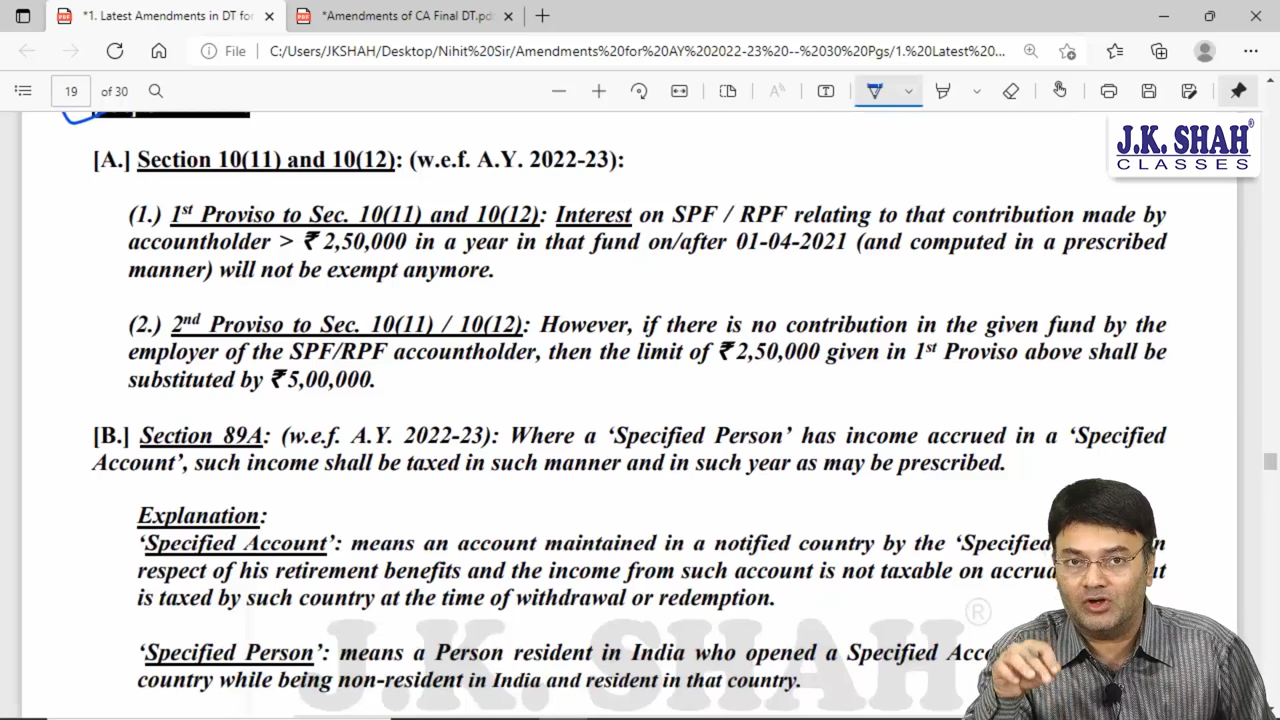 *1. Latest Amendments in DT for
*Amendments of CA Final DT.pd
File
C:/Users/JKSHAH/Desktop/Nihit%20Sir/Amendments%20for%20AY%202022-23%20--%2030%20Pgs/1.%20Latest%20...
19 of 30
J.K. SHAH®
CLASSES
[A.] Section 10(11) and 10(12): (w.e.f. A.Y. 2022-23):
(1.) 1st Proviso to Sec. 10(11) and 10(12): Interest on SPF / RPF relating to that contribution made by
accountholder > ₹ 2,50,000 in a year in that fund on/after 01-04-2021 (and computed in a prescribed
manner) will not be exempt anymore.
(2.) 2nd Proviso to Sec. 10(11) / 10(12): However, if there is no contribution in the given fund by the
employer of the SPF/RPF accountholder, then the limit of ₹ 2,50,000 given in 1st Proviso above shall be
substituted by ₹ 5,00,000.
[B.] Section 89A: (w.e.f. A.Y. 2022-23): Where a ‘Specified Person’ has income accrued in a ‘Specified
Account’, such income shall be taxed in such manner and in such year as may be prescribed.
Explanation:
‘Specified Account’: means an account maintained in a notified country by the ‘Specified
respect of his retirement benefits and the income from such account is not taxable on
is taxed by such country at the time of withdrawal or redemption.
‘Specified Person’: means a Person resident in India who opened a Specified
country while being non-resident in India and resident in that country.
J.K. SHAH ®